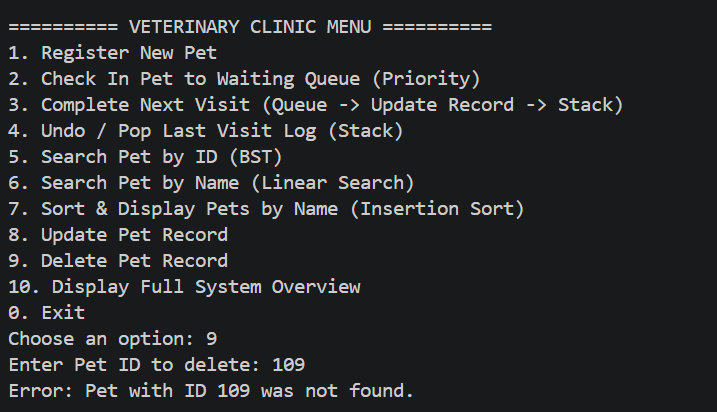 ========== VETERINARY CLINIC MENU ==========
1. Register New Pet
2. Check In Pet to Waiting Queue (Priority)
3. Complete Next Visit (Queue -> Update Record -> Stack)
4. Undo / Pop Last Visit Log (Stack)
5. Search Pet by ID (BST)
6. Search Pet by Name (Linear Search)
7. Sort & Display Pets by Name (Insertion Sort)
8. Update Pet Record
9. Delete Pet Record
10. Display Full System Overview
0. Exit
Choose an option: 9
Enter Pet ID to delete: 109
Error: Pet with ID 109 was not found.